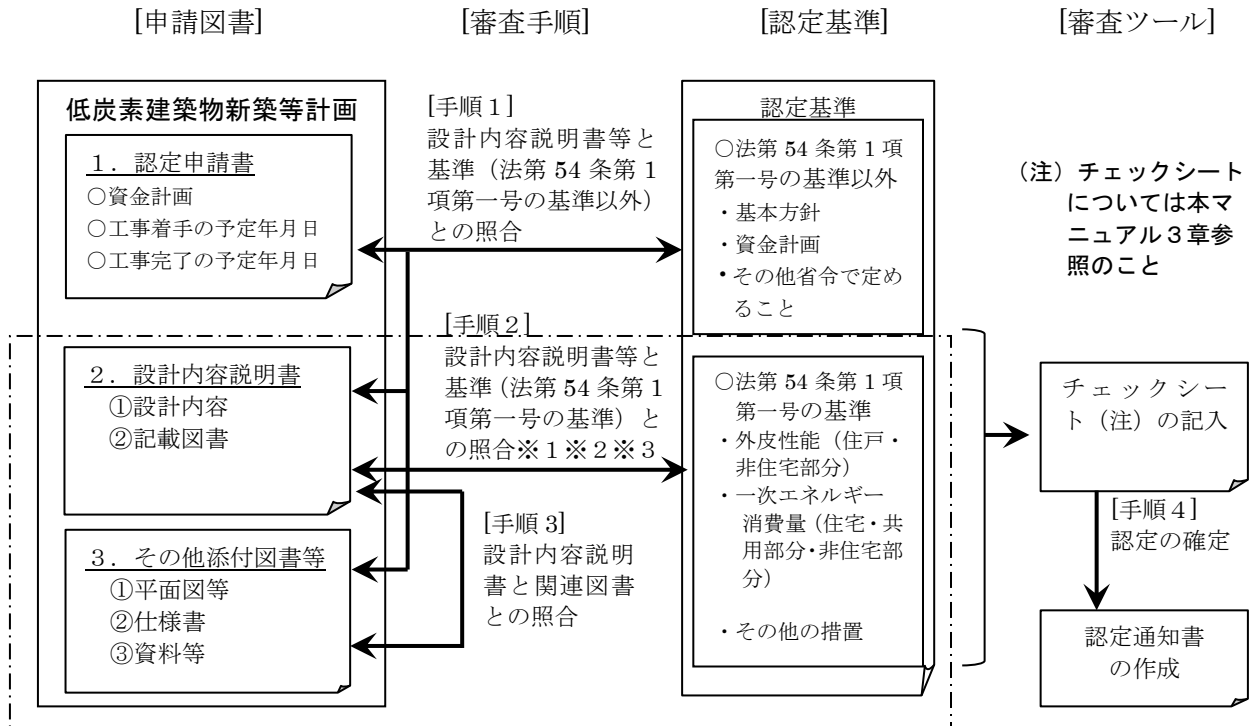 [申請図書]
[審査手順]
[認定基準]
[審査ツール]
低炭素建築物新築等計画
１．認定申請書
○資金計画
○工事着手の予定年月日
○工事完了の予定年月日
２．設計内容説明書
①設計内容
②記載図書
３．その他添付図書等
①平面図等
②仕様書
③資料等
[手順１]
設計内容説明書等と
基準（法第 54 条第１
項第一号の基準以外）
との照合
[手順２]
設計内容説明書等と
基準（法第 54 条第１
項第一号の基準）と
の照合※１※２※３
[手順 3]
設計内容説明
書と関連図書
との照合
認定基準
○法第 54 条第１項
第一号の基準以外
・基本方針
・資金計画
・その他省令で定め
ること
○法第 54 条第１項
第一号の基準
・外皮性能（住戸・
非住宅部分）
・一次エネルギー
消費量（住宅・共
用部分・非住宅部
分）
・その他の措置
（注）チェックシート
については本マ
ニュアル３章参
照のこと
チェックシー
ト（注）の記入
[手順４]
認定の確定
認定通知書
の作成